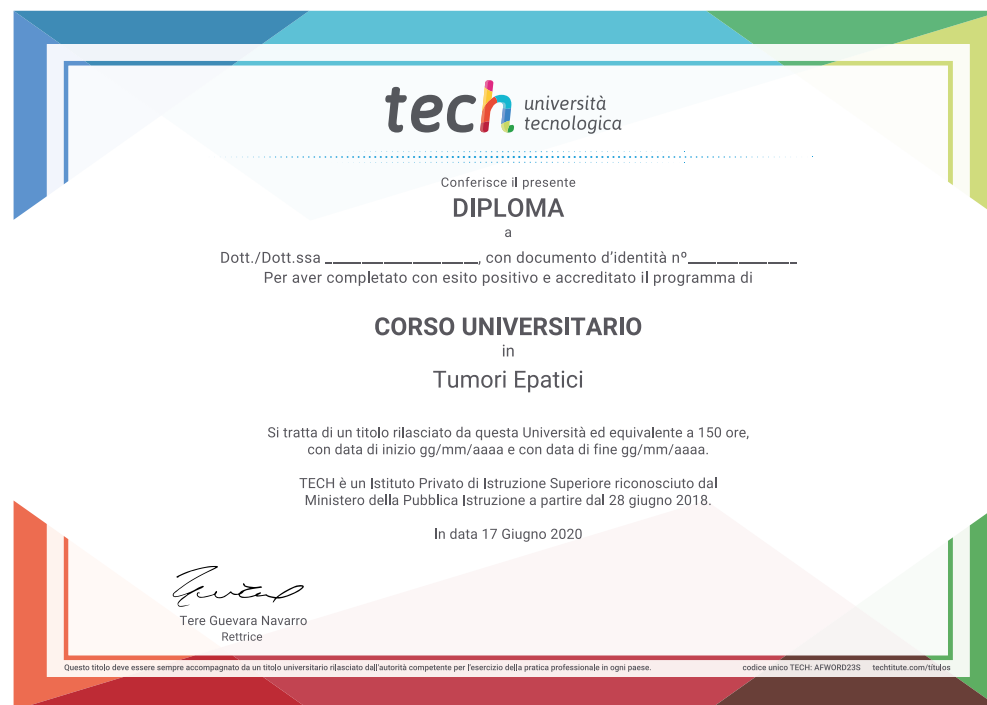 tech università
tecnologica
Conferisce il presente
DIPLOMA
a
Dott./Dott.ssa ____________________, con documento d'identità nº______________
Per aver completato con esito positivo e accreditato il programma di
CORSO UNIVERSITARIO
in
Tumori Epatici
Si tratta di un titolo rilasciato da questa Università ed equivalente a 150 ore,
con data di inizio gg/mm/aaaa e con data di fine gg/mm/aaaa.
TECH è un Istituto Privato di Istruzione Superiore riconosciuto dal
Ministero della Pubblica Istruzione a partire dal 28 giugno 2018.
In data 17 Giugno 2020
Tere Guevara Navarro
Rettrice
Questo titolo deve essere sempre accompagnato da un titolo universitario rilasciato dall'autorità competente per l'esercizio della pratica professionale in ogni paese.
codice unico TECH: AFWORD23S techtitute.com/títulos